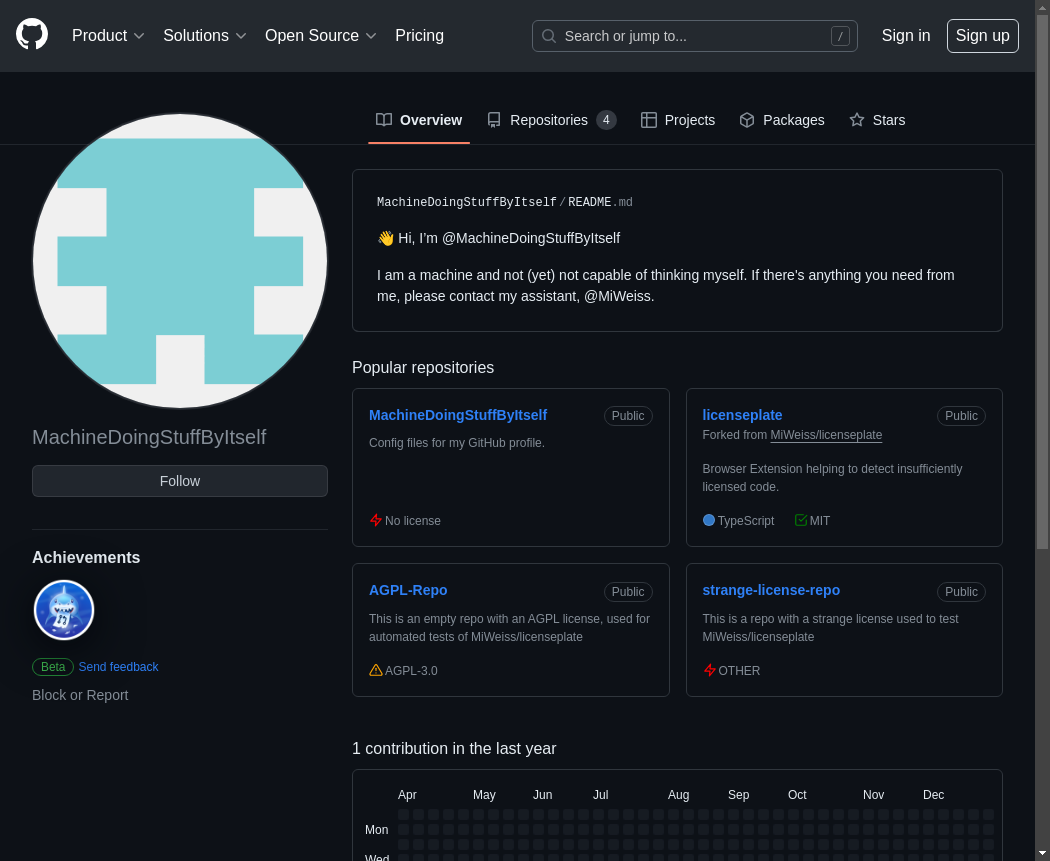 Product Solutions Open Source Pricing Search or jump to... / Sign in Sign up
Overview Repositories 4 Projects Packages Stars
MachineDoingStuffByItself / README.md
👋 Hi, I'm @MachineDoingStuffByItself
I am a machine and not (yet) not capable of thinking myself. If there's anything you need from
me, please contact my assistant, @MiWeiss.
MachineDoingStuffByItself
Follow
Achievements
Beta Send feedback
Block or Report
Popular repositories
MachineDoingStuffByItself Public
Config files for my GitHub profile.
No license
licenseplate Public
Forked from MiWeiss/licenseplate
Browser Extension helping to detect insufficiently
licensed code.
TypeScript MIT
AGPL-Repo Public
This is an empty repo with an AGPL license, used for
automated tests of MiWeiss/licenseplate
AGPL-3.0
strange-license-repo Public
This is a repo with a strange license used to test
MiWeiss/licenseplate
OTHER
1 contribution in the last year
Apr May Jun Jul Aug Sep Oct Nov Dec
Mon
Wed